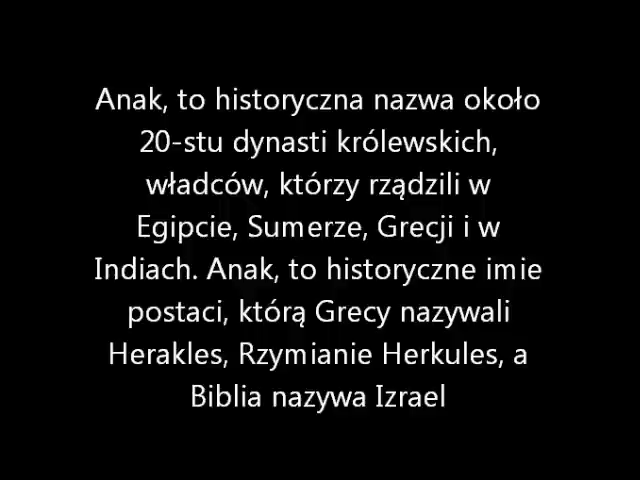 Anak, to historyczna nazwa około
20-stu dynasti królewskich,
władców, którzy rządzili w
Egipcie, Sumerze, Grecji i w
Indiach. Anak, to historyczne imie
postaci, którą Grecy nazywali
Herakles, Rzymianie Herkules, a
Biblia nazywa Izrael